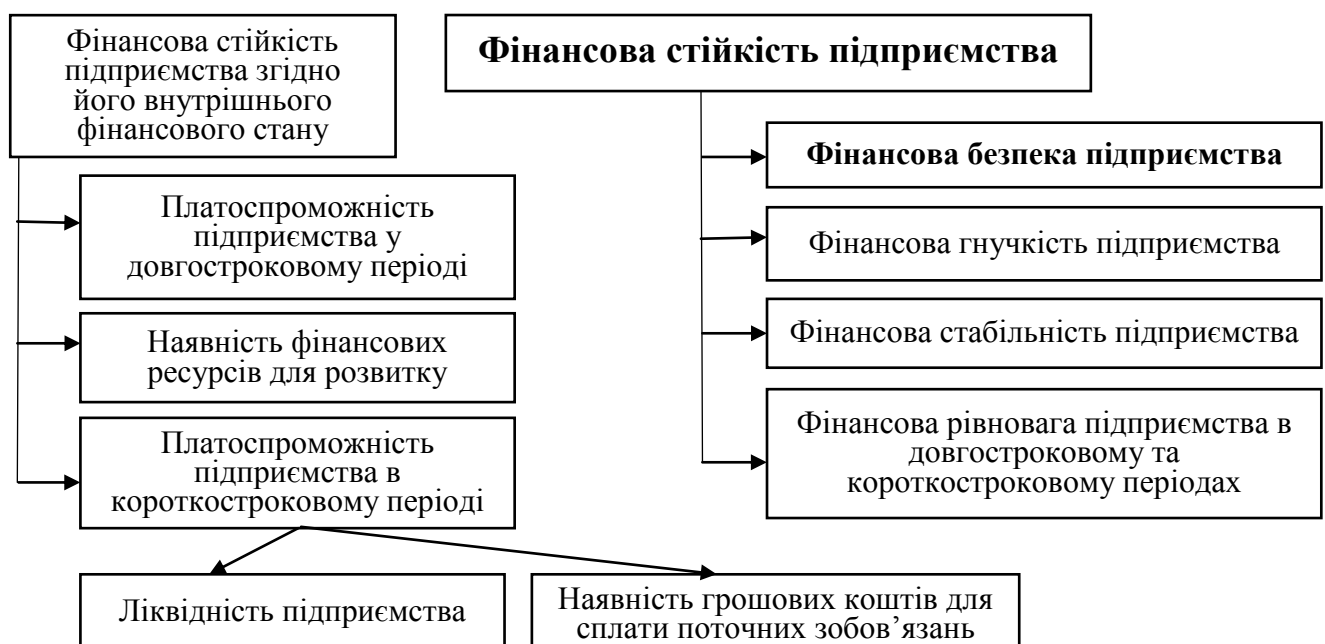 Фінансова стійкість
підприємства згідно
його внутрішнього
фінансового стану
Платоспроможність
підприємства у
довгостроковому періоді
Наявність фінансових
ресурсів для розвитку
Платоспроможність
підприємства в
короткостроковому періоді
Ліквідність підприємства
Наявність грошових коштів для
сплати поточних зобов’язань
Фінансова стійкість підприємства
Фінансова безпека підприємства
Фінансова гнучкість підприємства
Фінансова стабільність підприємства
Фінансова рівновага підприємства в
довгостроковому та
короткостроковому періодах